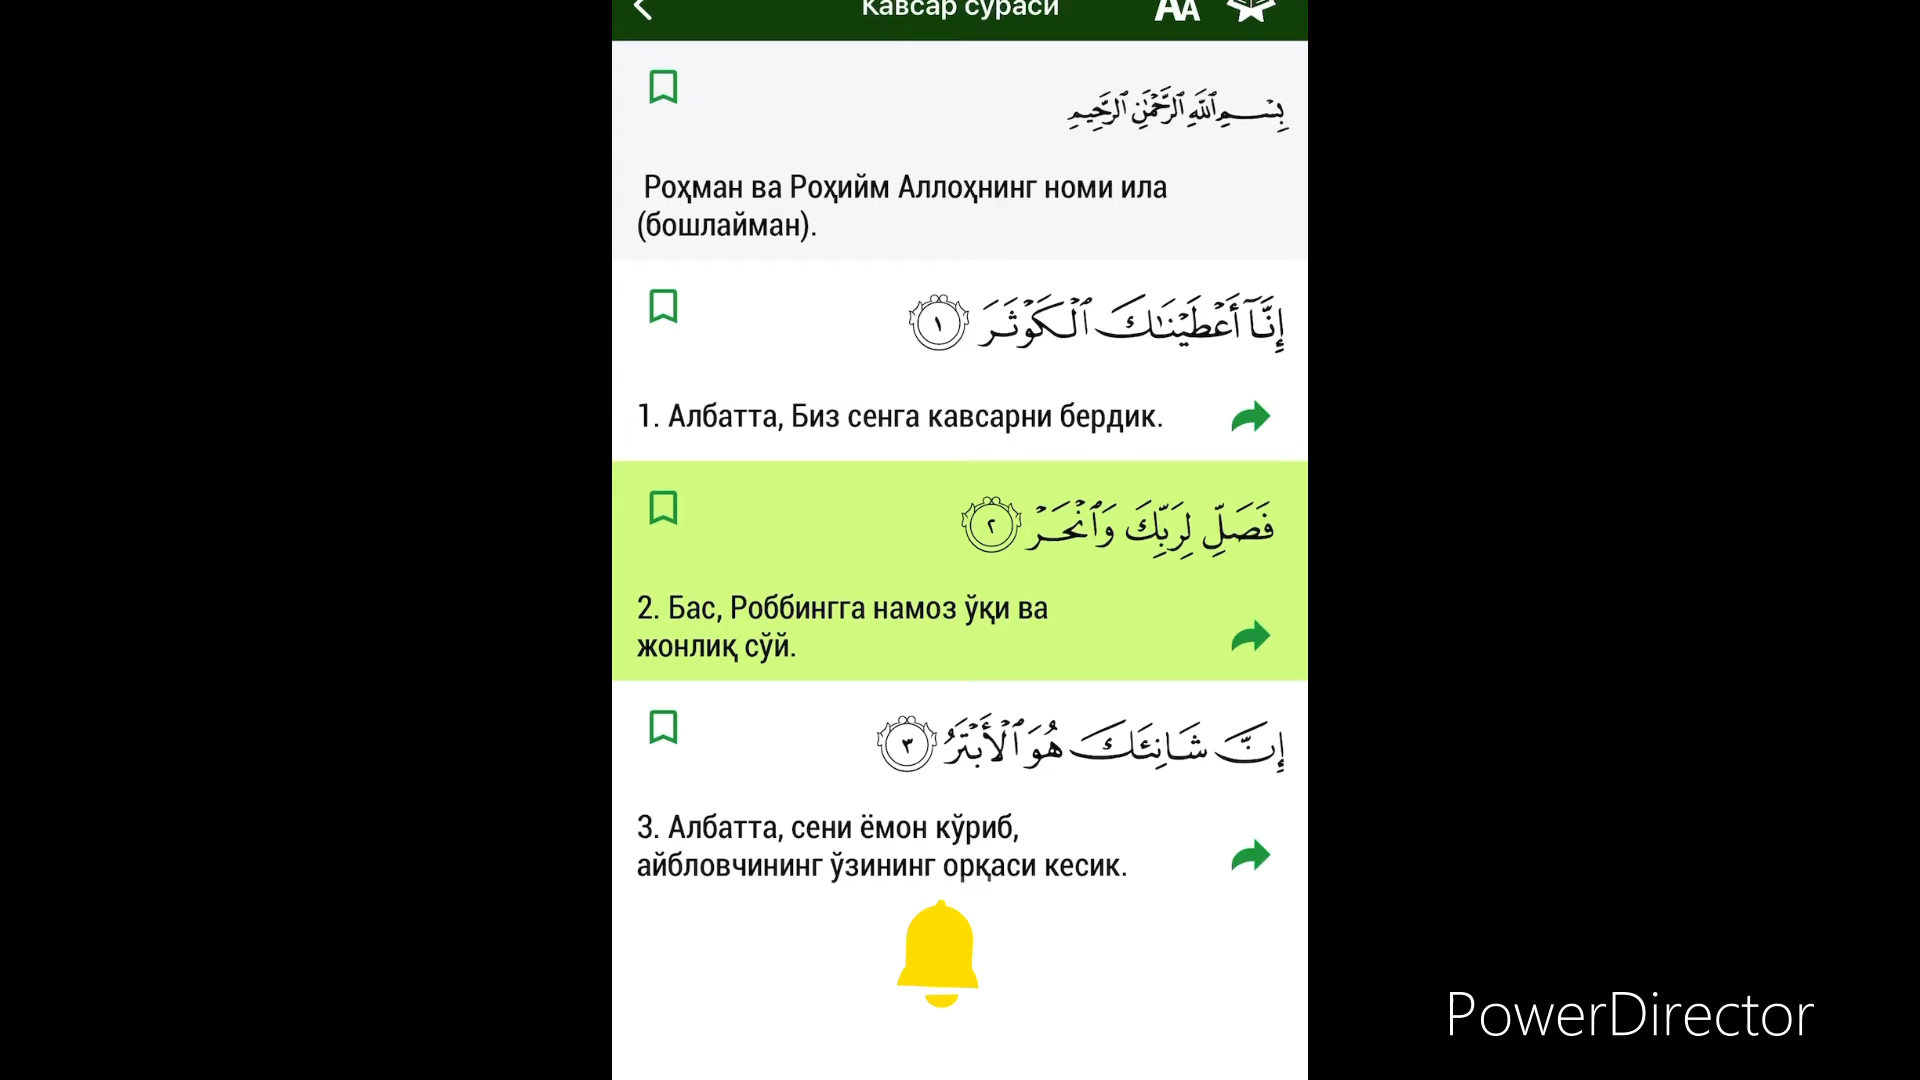 Кавсар сураси
AA
بِسْمِ ٱللَّهِ ٱلرَّحْمَٰنِ ٱلرَّحِيمِ
Роҳман ва Роҳийм Аллоҳнинг номи ила
(бошлайман).
إِنَّآ أَعْطَيْنَٰكَ ٱلْكَوْثَرَ ١
1. Албатта, Биз сенга кавсарни бердик.
فَصَلِّ لِرَبِّكَ وَٱنْحَرْ ٢
2. Бас, Роббингга намоз ўқи ва
жонлиқ сўй.
إِنَّ شَانِئَكَ هُوَ ٱلْأَبْتَرُ ٣
3. Албатта, сени ёмон кўриб,
айбловчининг ўзининг орқаси кесик.
PowerDirector